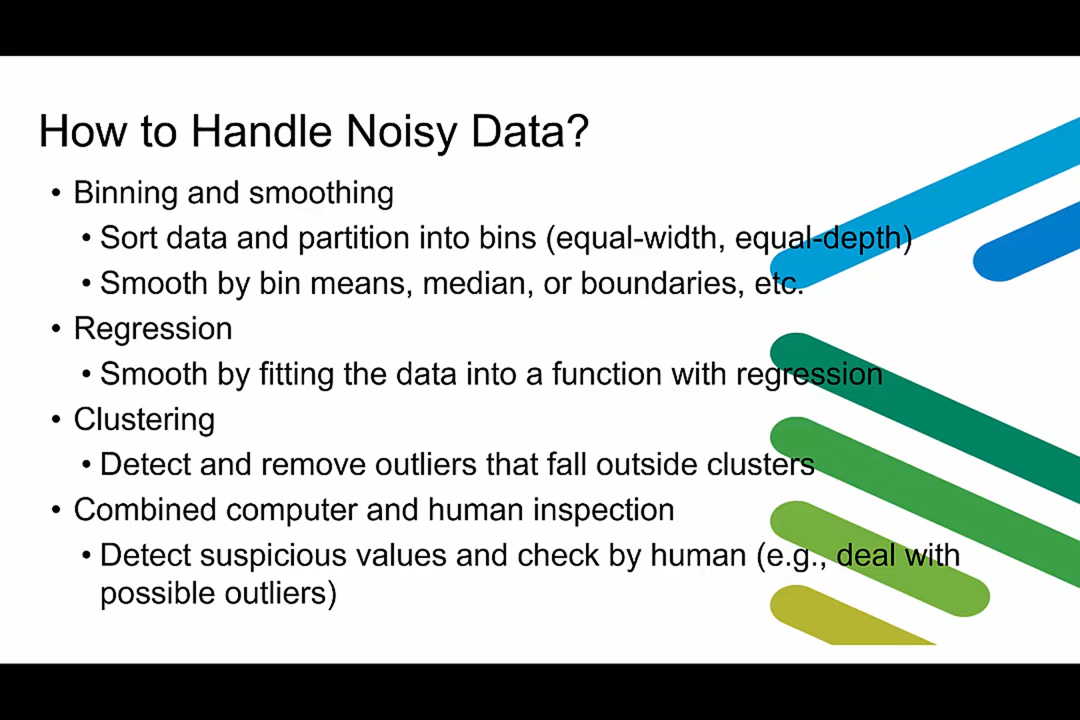 How to Handle Noisy Data?
• Binning and smoothing
• Sort data and partition into bins (equal-width, equal-depth)
• Smooth by bin means, median, or boundaries, etc.
• Regression
• Smooth by fitting the data into a function with regression
• Clustering
• Detect and remove outliers that fall outside clusters
• Combined computer and human inspection
• Detect suspicious values and check by human (e.g., deal with
possible outliers)